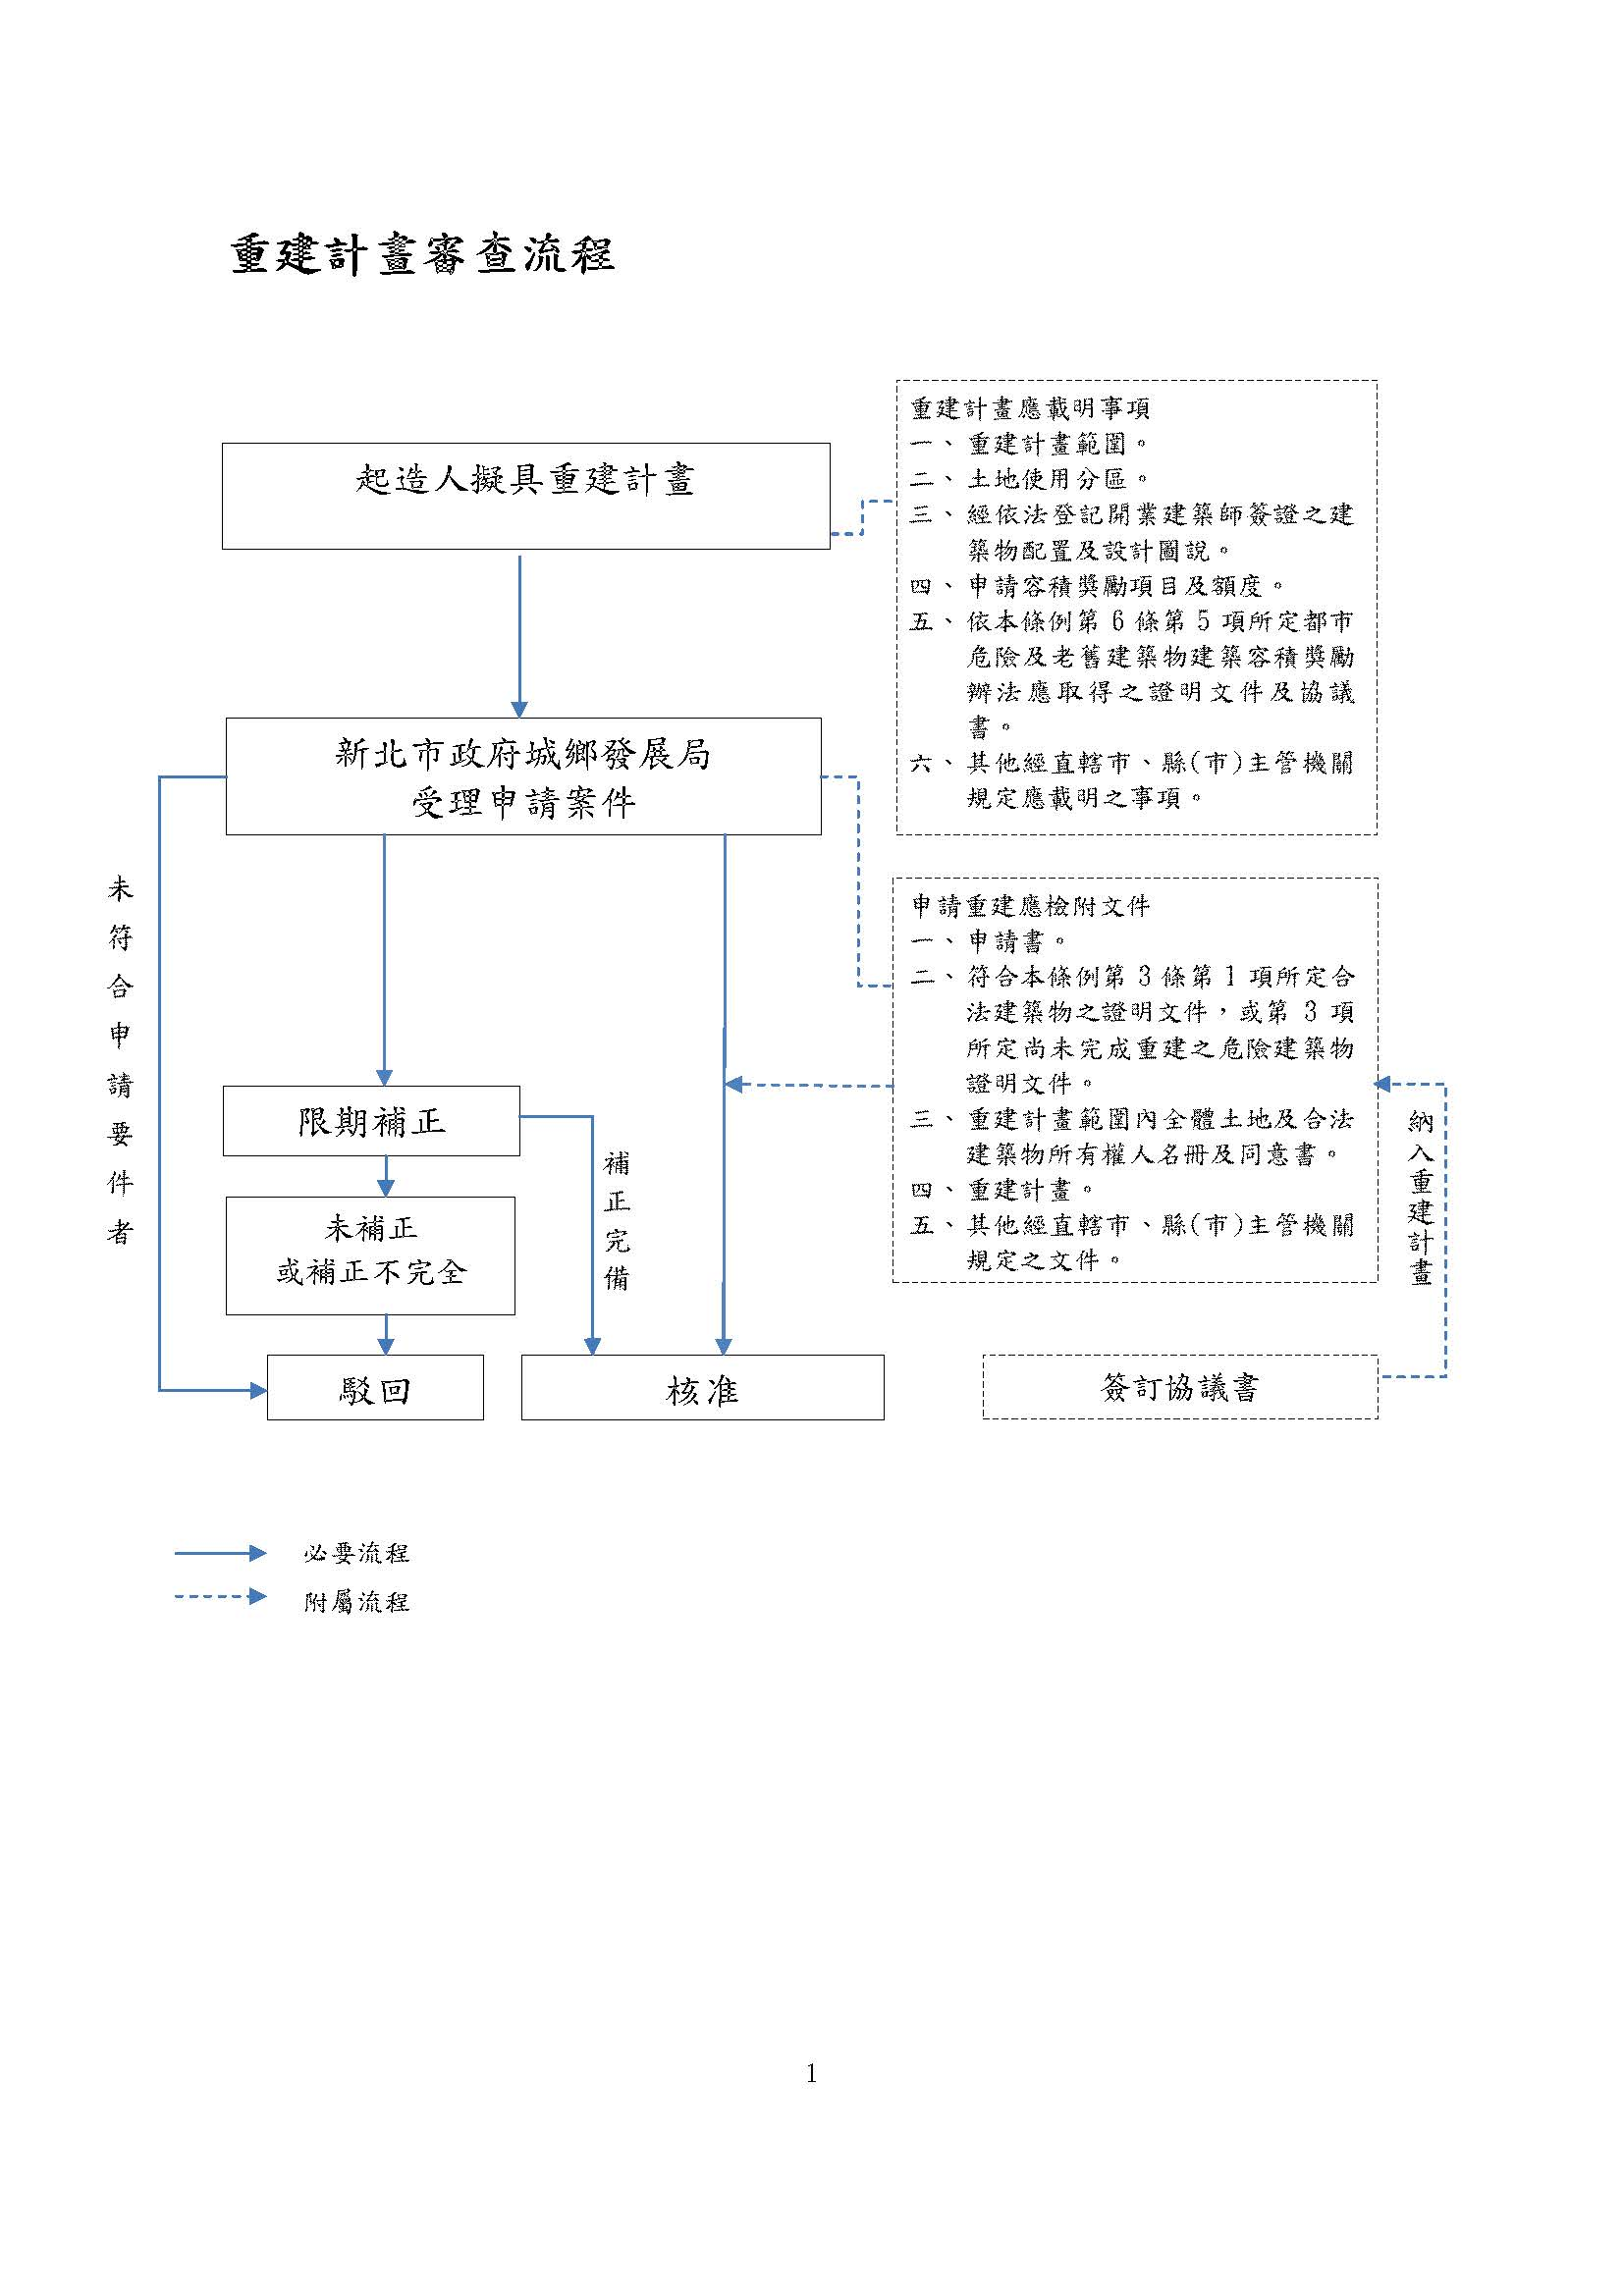 重建計畫審查流程
起造人擬具重建計畫
重建計畫應載明事項
一、重建計畫範圍。
二、土地使用分區。
三、經依法登記開業建築師簽證之建
築物配置及設計圖說。
四、申請容積獎勵項目及額度。
五、依本條例第 6 條第 5 項所定都市
危險及老舊建築物建築容積獎勵
辦法應取得之證明文件及協議
書。
六、其他經直轄市、縣(市)主管機關
規定應載明之事項。
新北市政府城鄉發展局
受理申請案件
未符合申請要件者
申請重建應檢附文件
一、申請書。
二、符合本條例第 3 條第 1 項所定合
法建築物之證明文件，或第 3 項
所定尚未完成重建之危險建築物
證明文件。
三、重建計畫範圍內全體土地及合法
建築物所有權人名冊及同意書。
四、重建計畫。
五、其他經直轄市、縣(市)主管機關
規定之文件。
限期補正
補正完備
納入重建計畫
未補正
或補正不完全
駁回
核准
簽訂協議書
必要流程
附屬流程
1